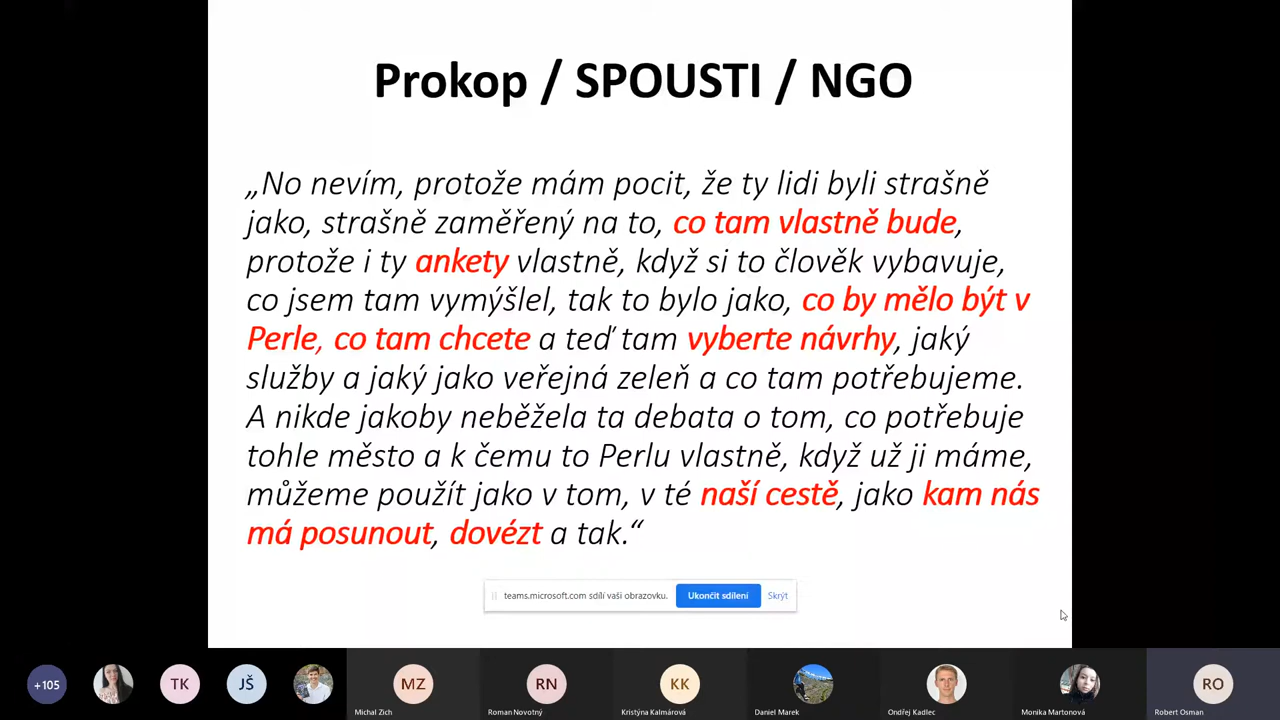 Prokop / SPOUSTI / NGO
„No nevím, protože mám pocit, že ty lidi byli strašně
jako, strašně zaměřený na to, co tam vlastně bude,
protože i ty ankety vlastně, když si to člověk vybavuje,
co jsem tam vymýšlel, tak to bylo jako, co by mělo být v
Perle, co tam chcete a teď tam vyberte návrhy, jaký
služby a jaký jako veřejná zeleň a co tam potřebujeme.
A nikde jakoby neběžela ta debata o tom, co potřebuje
tohle město a k čemu to Perlu vlastně, když už ji máme,
můžeme použít jako v tom, v té naší cestě, jako kam nás
má posunout, dovézt a tak.“
teams.microsoft.com sdílí vaši obrazovku. Ukončit sdílení Skrýt
+105 TK JŠ MZ RN KK RO
Michal Zich Roman Novotný Kristýna Kalmárová Daniel Marek Ondřej Kadlec Monika Martonová Robert Osman